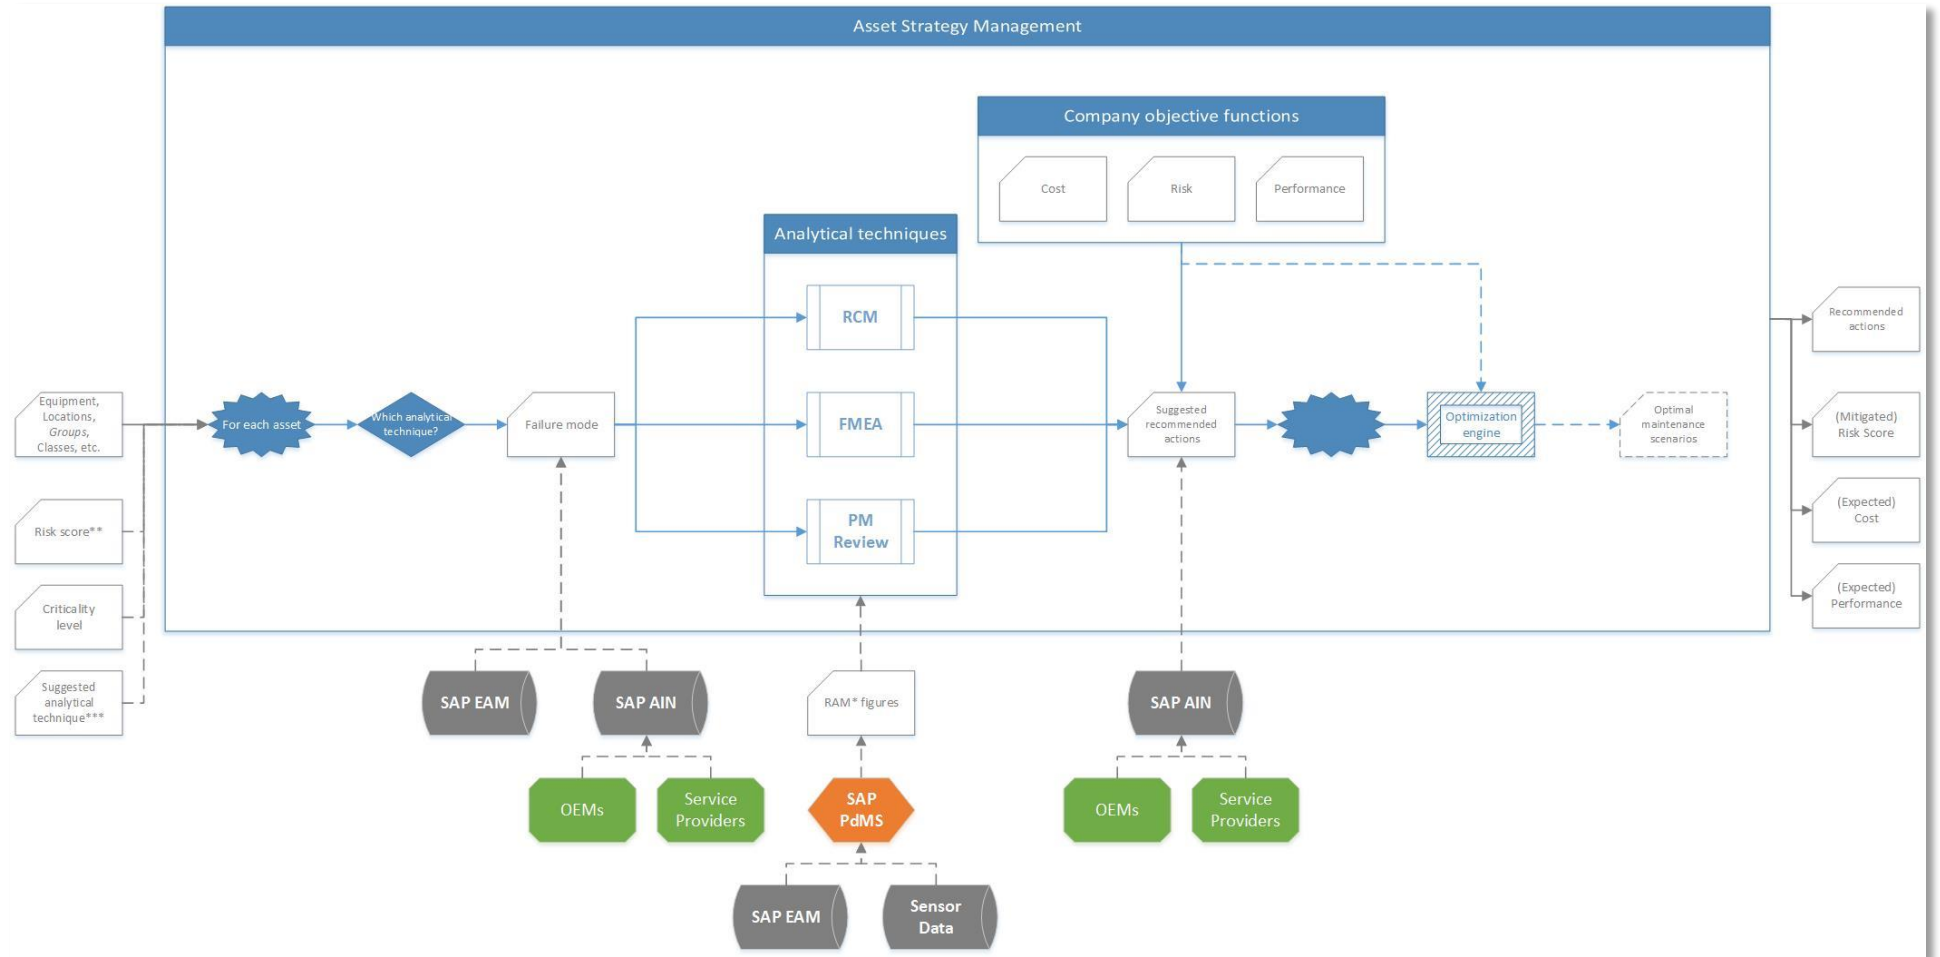 Asset Strategy Management
Company objective functions
Cost
Risk
Performance
Analytical techniques
RCM
FMEA
PM
Review
Equipment,
Locations,
Groups,
Classes, etc.
Risk score**
Criticality
level
Suggested
analytical
technique***
For each asset
Which analytical
technique?
Failure mode
Suggested
recommended
actions
Optimization
engine
Optimal
maintenance
scenarios
Recommended
actions
(Mitigated)
Risk Score
(Expected)
Cost
(Expected)
Performance
SAP EAM
SAP AIN
RAM* figures
SAP AIN
OEMs
Service
Providers
SAP
PdMS
OEMs
Service
Providers
SAP EAM
Sensor
Data